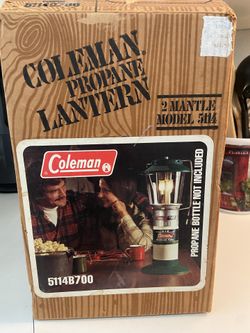 COLEMAN
PROPANE
LANTERN
2 MANTLE
MODEL 5114
Coleman
PROPANE BOTTLE NOT INCLUDED
5114B700